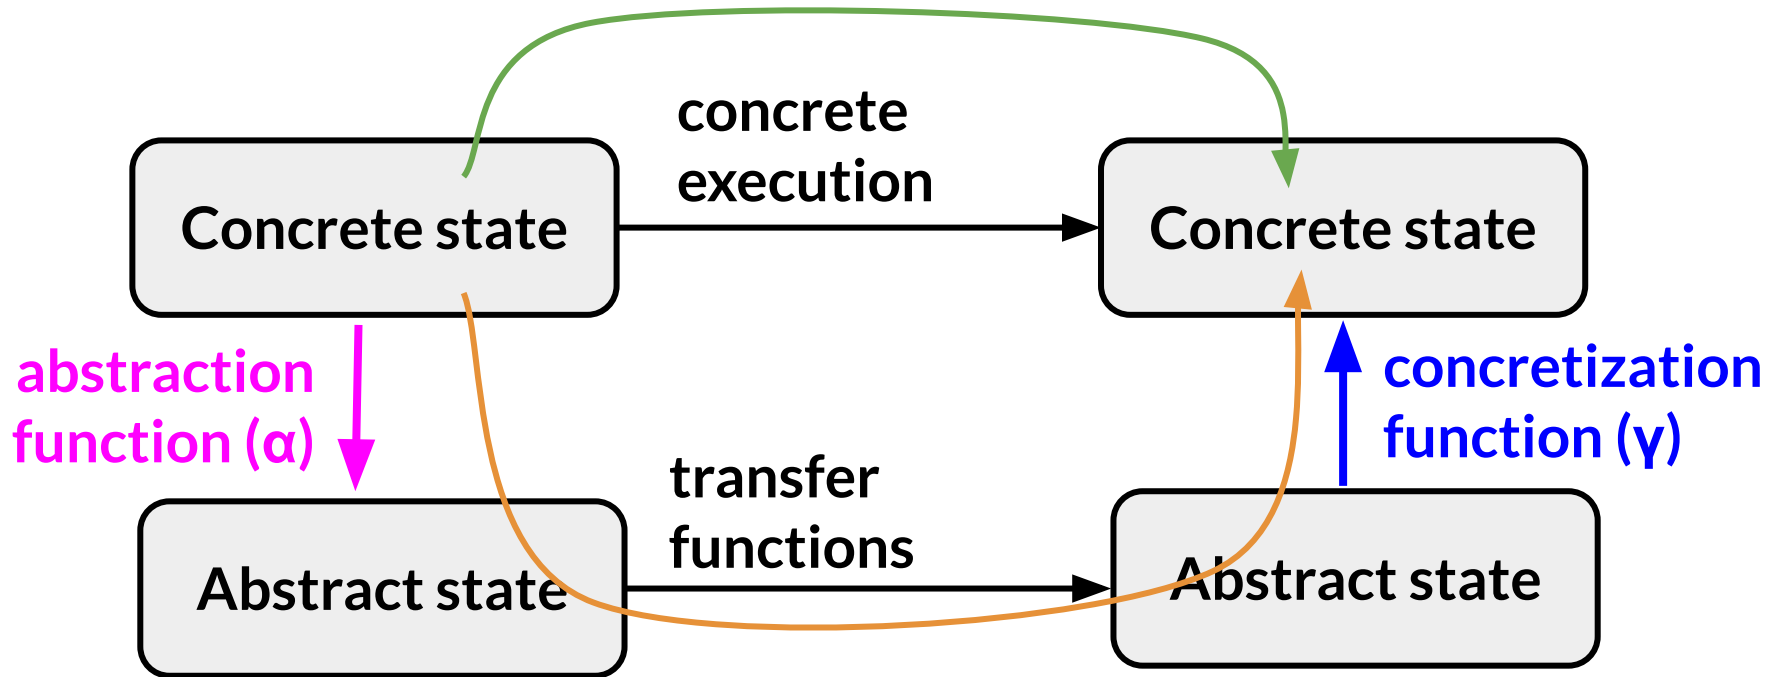 concrete
execution
Concrete state
Concrete state
abstraction
function (α)
concretization
function (γ)
transfer
functions
Abstract state
Abstract state